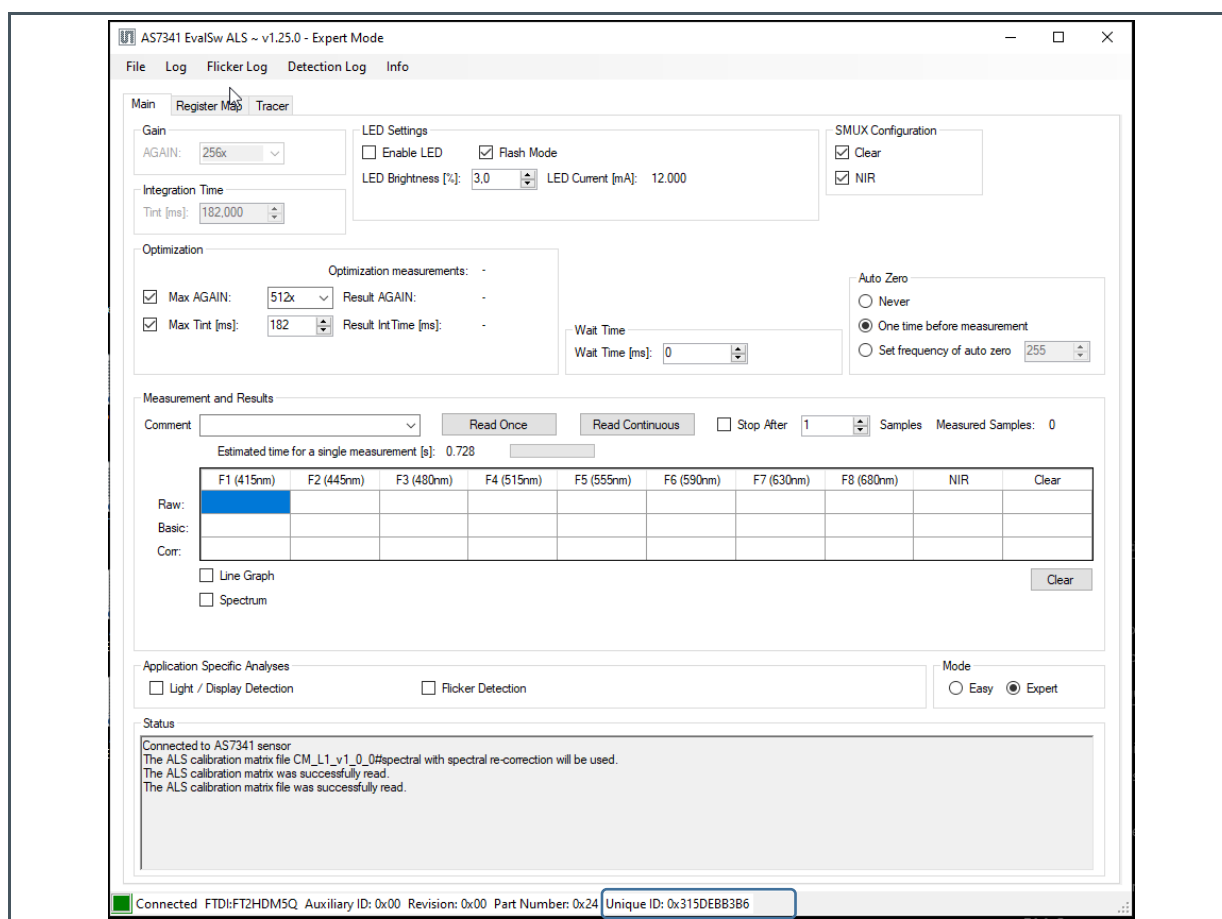 AS7341 EvalSw ALS ~ v1.25.0 - Expert Mode
File Log Flicker Log Detection Log Info
Main Register Map Tracer
Gain
AGAIN: 256x
Integration Time
Tint [ms]: 182,000
LED Settings
Enable LED Flash Mode
LED Brightness [%]: 3,0 LED Current [mA]: 12.000
SMUX Configuration
Clear
NIR
Optimization
Optimization measurements: -
Max AGAIN: 512x Result AGAIN: -
Max Tint [ms]: 182 Result IntTime [ms]: -
Wait Time
Wait Time [ms]: 0
Auto Zero
Never
One time before measurement
Set frequency of auto zero 255
Measurement and Results
Comment Read Once Read Continuous Stop After 1 Samples Measured Samples: 0
Estimated time for a single measurement [s]: 0.728
F1 (415nm) F2 (445nm) F3 (480nm) F4 (515nm) F5 (555nm) F6 (590nm) F7 (630nm) F8 (680nm) NIR Clear
Raw:
Basic:
Corr:
Line Graph
Clear
Spectrum
Application Specific Analyses
Light / Display Detection Flicker Detection
Mode
Easy Expert
Status
Connected to AS7341 sensor
The ALS calibration matrix file CM_L1_v1_0_0#spectral with spectral re-correction will be used.
The ALS calibration matrix was successfully read.
The ALS calibration matrix file was successfully read.
Connected FTDI:FT2HDM5Q Auxiliary ID: 0x00 Revision: 0x00 Part Number: 0x24 Unique ID: 0x315DEBB3B6